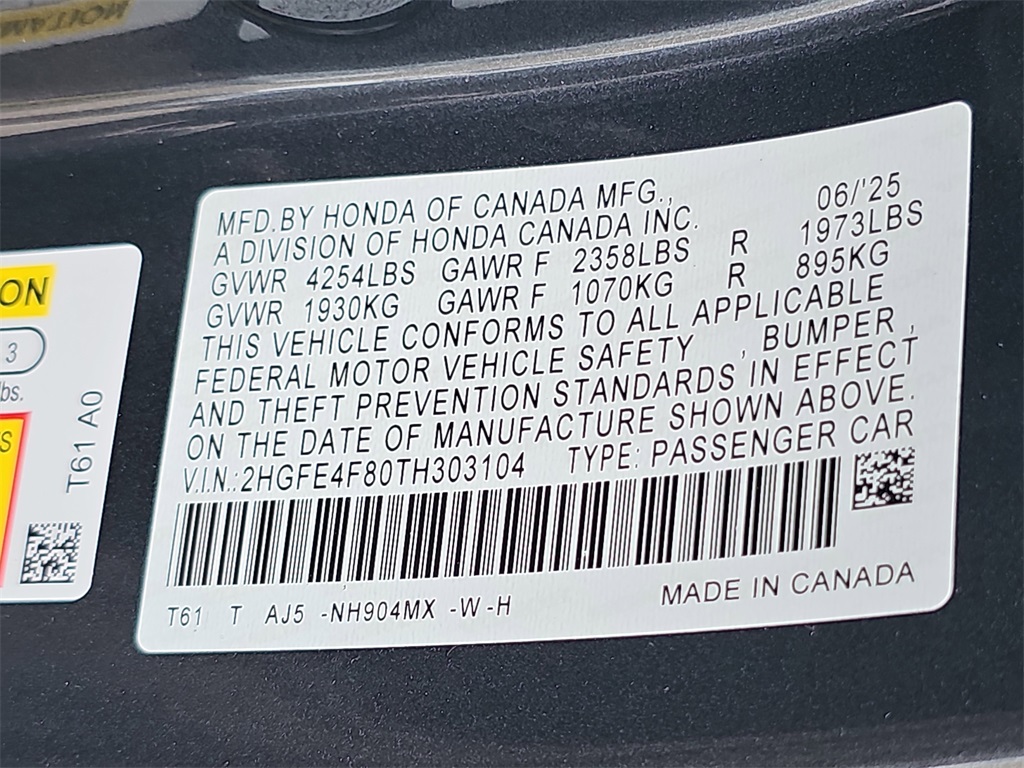 MFD.BY HONDA OF CANADA MFG., 06/'25
A DIVISION OF HONDA CANADA INC.
GVWR 4254LBS GAWR F 2358LBS R 1973LBS
GVWR 1930KG GAWR F 1070KG R 895KG
THIS VEHICLE CONFORMS TO ALL APPLICABLE
FEDERAL MOTOR VEHICLE SAFETY , BUMPER ,
AND THEFT PREVENTION STANDARDS IN EFFECT
ON THE DATE OF MANUFACTURE SHOWN ABOVE.
V.I.N.:2HGFE4F80TH303104 TYPE: PASSENGER CAR
T61 T AJ5 -NH904MX -W-H MADE IN CANADA
ON
3
bs.
S
T61 A0